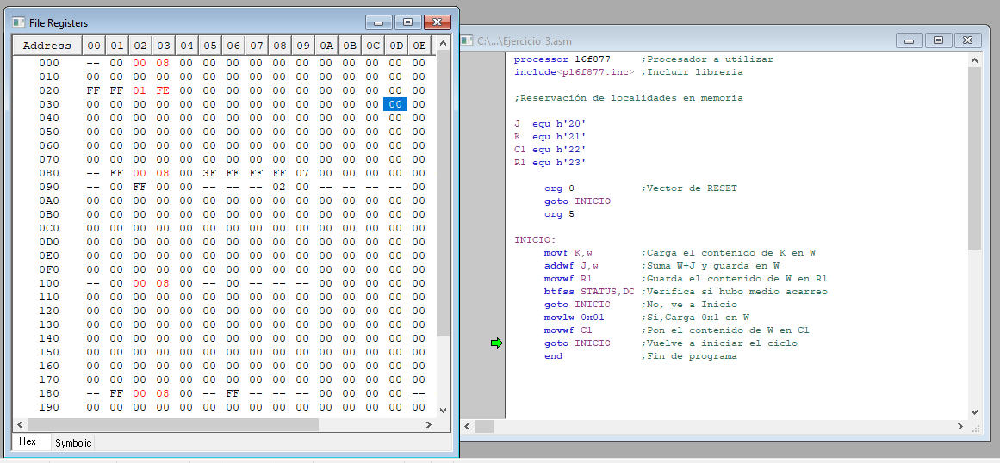 File Registers
Address 00 01 02 03 04 05 06 07 08 09 0A 0B 0C 0D 0E
000 -- 00 00 08 00 00 00 00 00 00 00 00 00 00 00
010 00 00 00 00 00 00 00 00 00 00 00 00 00 00 00
020 FF FF 01 FE 00 00 00 00 00 00 00 00 00 00 00
030 00 00 00 00 00 00 00 00 00 00 00 00 00 00 00
040 00 00 00 00 00 00 00 00 00 00 00 00 00 00 00
050 00 00 00 00 00 00 00 00 00 00 00 00 00 00 00
060 00 00 00 00 00 00 00 00 00 00 00 00 00 00 00
070 00 00 00 00 00 00 00 00 00 00 00 00 00 00 00
080 -- FF 00 08 00 3F FF FF FF 07 00 00 00 00 00
090 -- 00 FF 00 00 -- -- -- 02 00 -- -- -- -- 00
0A0 00 00 00 00 00 00 00 00 00 00 00 00 00 00 00
0B0 00 00 00 00 00 00 00 00 00 00 00 00 00 00 00
0C0 00 00 00 00 00 00 00 00 00 00 00 00 00 00 00
0D0 00 00 00 00 00 00 00 00 00 00 00 00 00 00 00
0E0 00 00 00 00 00 00 00 00 00 00 00 00 00 00 00
0F0 00 00 00 00 00 00 00 00 00 00 00 00 00 00 00
100 -- 00 00 08 00 -- 00 -- -- -- 00 00 00 00 00
110 00 00 00 00 00 00 00 00 00 00 00 00 00 00 00
120 00 00 00 00 00 00 00 00 00 00 00 00 00 00 00
130 00 00 00 00 00 00 00 00 00 00 00 00 00 00 00
140 00 00 00 00 00 00 00 00 00 00 00 00 00 00 00
150 00 00 00 00 00 00 00 00 00 00 00 00 00 00 00
160 00 00 00 00 00 00 00 00 00 00 00 00 00 00 00
170 00 00 00 00 00 00 00 00 00 00 00 00 00 00 00
180 -- FF 00 08 00 -- FF -- -- -- 00 00 00 00 --
190 00 00 00 00 00 00 00 00 00 00 00 00 00 00 00
Hex Symbolic
C:\...\Ejercicio_3.asm
processor 16f877 ;Procesador a utilizar
include<p16f877.inc> ;Incluir libreria
;Reservación de localidades en memoria
J equ h'20'
K equ h'21'
C1 equ h'22'
R1 equ h'23'
org 0 ;Vector de RESET
goto INICIO
org 5
INICIO:
movf K,w ;Carga el contenido de K en W
addwf J,w ;Suma W+J y guarda en W
movwf R1 ;Guarda el contenido de W en R1
btfss STATUS,DC ;Verifica si hubo medio acarreo
goto INICIO ;No, ve a Inicio
movlw 0x01 ;Si,Carga 0x1 en W
movwf C1 ;Pon el contenido de W en C1
goto INICIO ;Vuelve a iniciar el ciclo
end ;Fin de programa